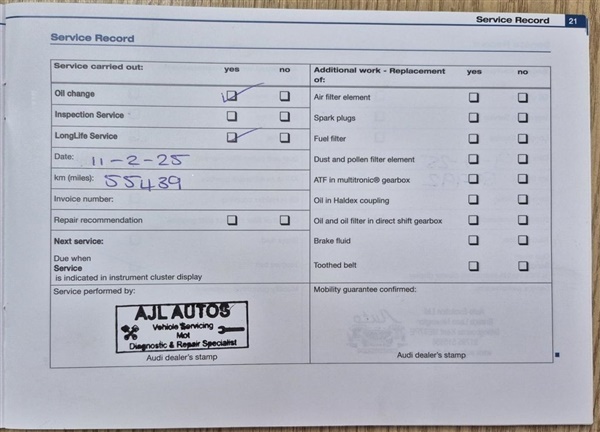 Service Record 21
Service Record
Service carried out: yes no
Oil change
Inspection Service
LongLife Service
Date: 11-2-25
km (miles): 55439
Invoice number:
Repair recommendation
Next service:
Due when
Service
is indicated in instrument cluster display
Service performed by:
AJL AUTOS
Vehicle Servicing
Mot
Diagnostic & Repair Specialist
Audi dealer's stamp
Additional work - Replacement of: yes no
Air filter element
Spark plugs
Fuel filter
Dust and pollen filter element
ATF in multitronic® gearbox
Oil in Haldex coupling
Oil and oil filter in direct shift gearbox
Brake fluid
Toothed belt
Mobility guarantee confirmed:
Audi dealer's stamp